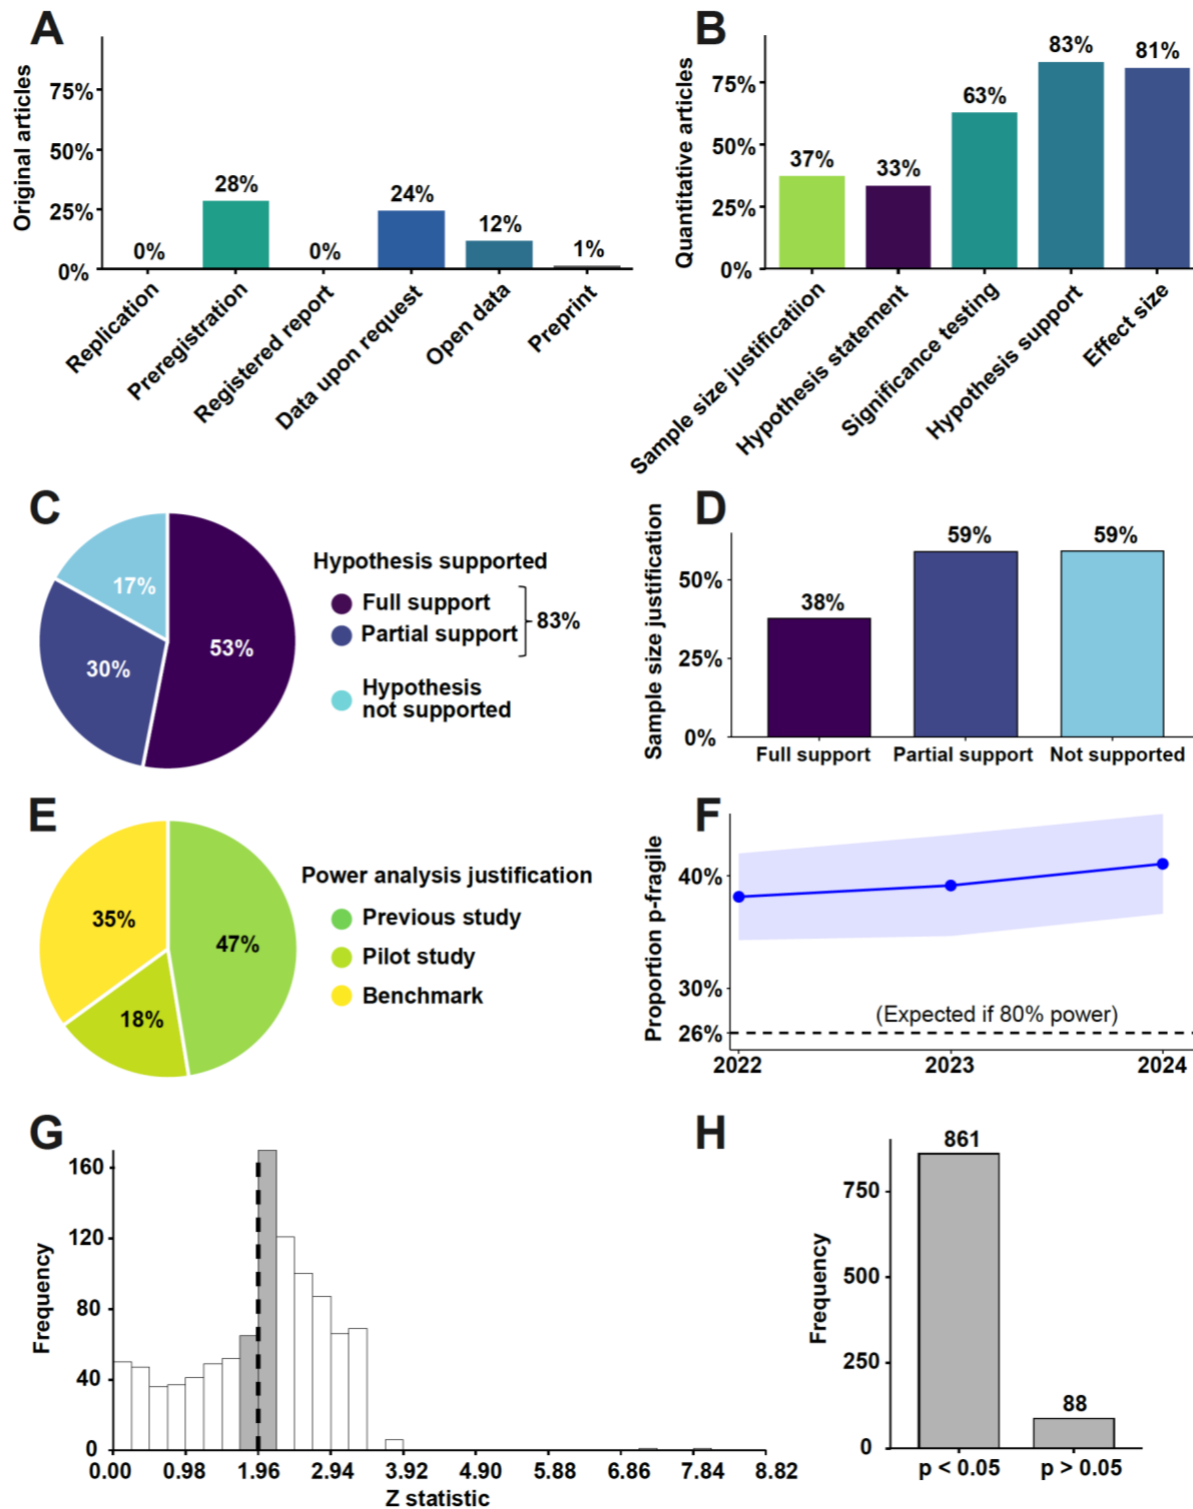 A
Original articles
75%
50%
25%
0%
0%
28%
0%
24%
12%
1%
Replication
Preregistration
Registered report
Data upon request
Open data
Preprint
B
Quantitative articles
75%
50%
25%
0%
37%
33%
63%
83%
81%
Sample size justificatiion
Hypothesis statement
Significance testing
Hypothesis support
Effect size
C
17%
53%
30%
Hypothesis supported
Full support
Partial support
83%
Hypothesis
not supported
D
Sample size justification
50%
25%
0%
38%
59%
59%
Full support
Partial support
Not supported
E
35%
47%
18%
Power analysis justification
Previous study
Pilot study
Benchmark
F
Proportion p-fragile
40%
30%
26%
(Expected if 80% power)
2022
2023
2024
G
Frequency
160
120
80
40
0
0.00
0.98
1.96
2.94
3.92
4.90
5.88
6.86
7.84
8.82
Z statistic
H
Frequency
750
500
250
0
861
88
p < 0.05
p > 0.05